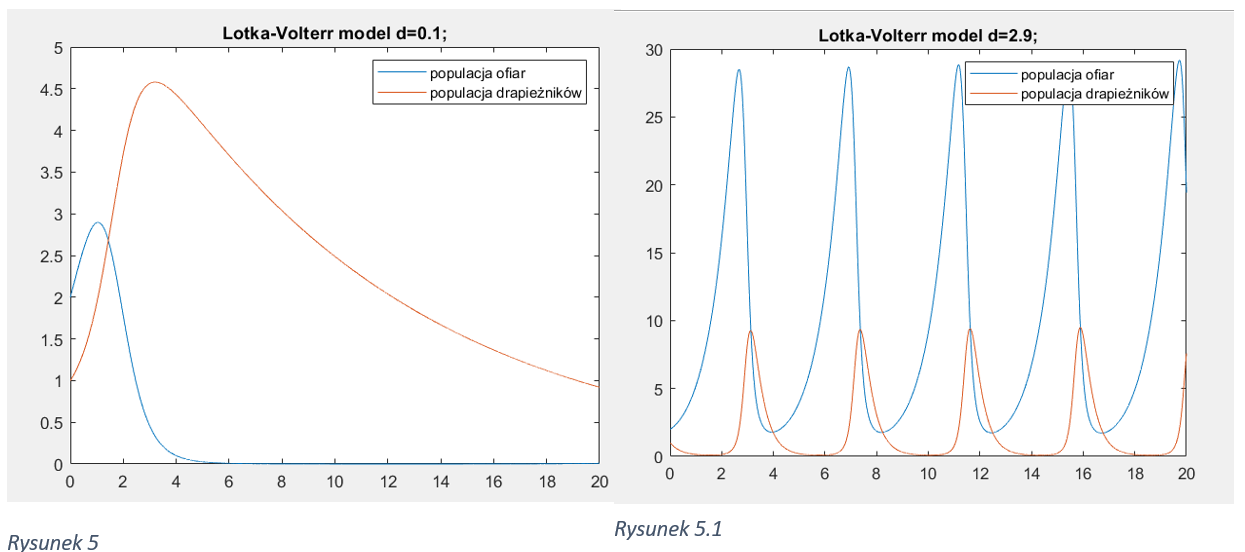 Lotka-Volterr model d=0.1;
5
4.5
4
3.5
3
2.5
2
1.5
1
0.5
0
0 2 4 6 8 10 12 14 16 18 20
populacja ofiar
populacja drapieżników
Rysunek 5
Lotka-Volterr model d=2.9;
30
25
20
15
10
5
0
0 2 4 6 8 10 12 14 16 18 20
populacja ofiar
populacja drapieżników
Rysunek 5.1